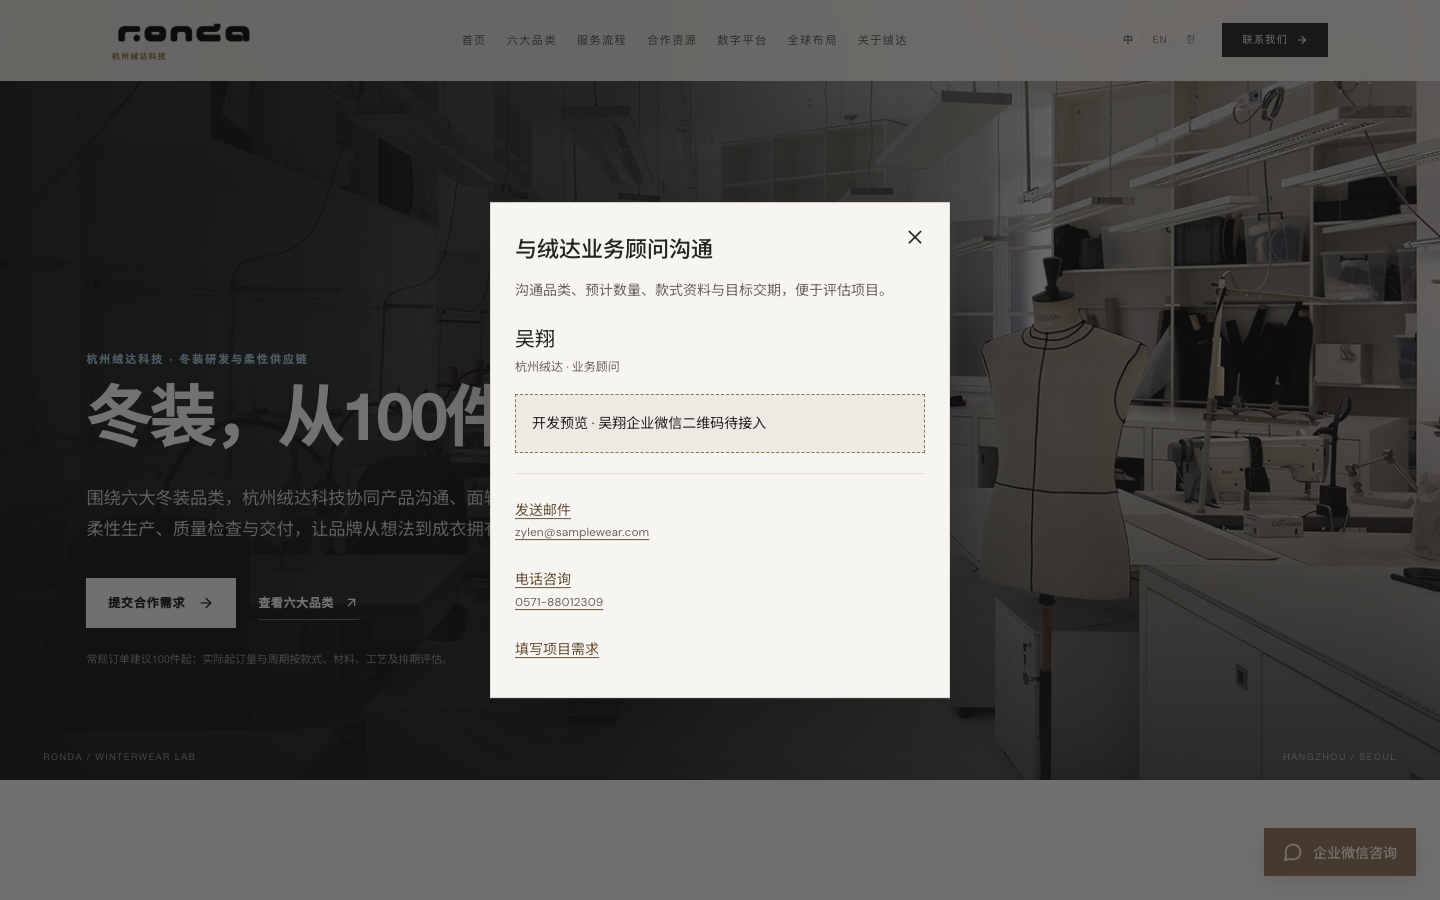 ronda
杭州绒达科技
首页 六大品类 服务流程 合作资源 数字平台 全球布局 关于绒达
中 / EN / 한
联系我们
杭州绒达科技 · 冬装研发与柔性供应链
冬装，从100件
围绕六大冬装品类，杭州绒达科技协同产品沟通、面
柔性生产、质量检查与交付，让品牌从想法到成衣拥
提交合作需求
查看六大品类
常规订单建议100件起；实际起订量与周期按款式、材料、工艺及排期评估。
RONDA / WINTERWEAR LAB
HANGZHOU / SEOUL
与绒达业务顾问沟通
沟通品类、预计数量、款式资料与目标交期，便于评估项目。
吴翔
杭州绒达 · 业务顾问
开发预览 · 吴翔企业微信二维码待接入
发送邮件
zylen@samplewear.com
电话咨询
0571-88012309
填写项目需求
企业微信咨询